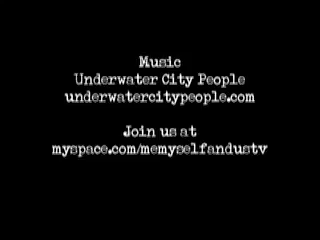 Music
Underwater City People
underwatercitypeople.com
Join us at
myspace.com/memyselfandustv